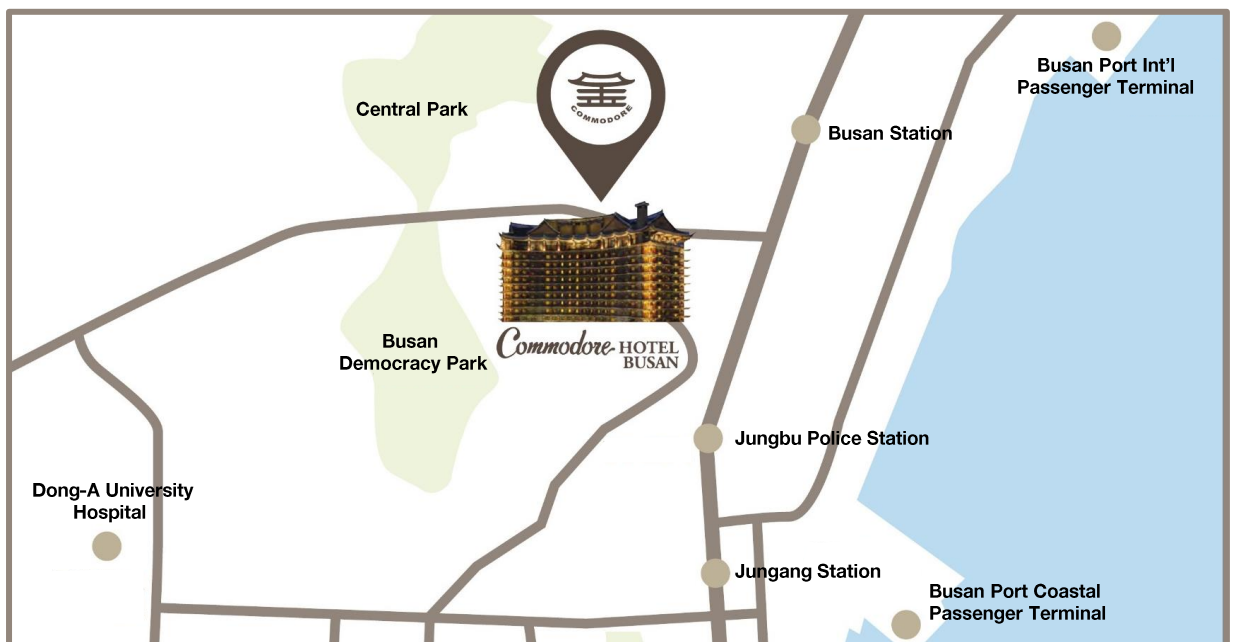 Busan Port Int'l
Passenger Terminal
Central Park
COMMODORE
Busan Station
Busan
Democracy Park
Commodore HOTEL
BUSAN
Jungbu Police Station
Dong-A University
Hospital
Jungang Station
Busan Port Coastal
Passenger Terminal